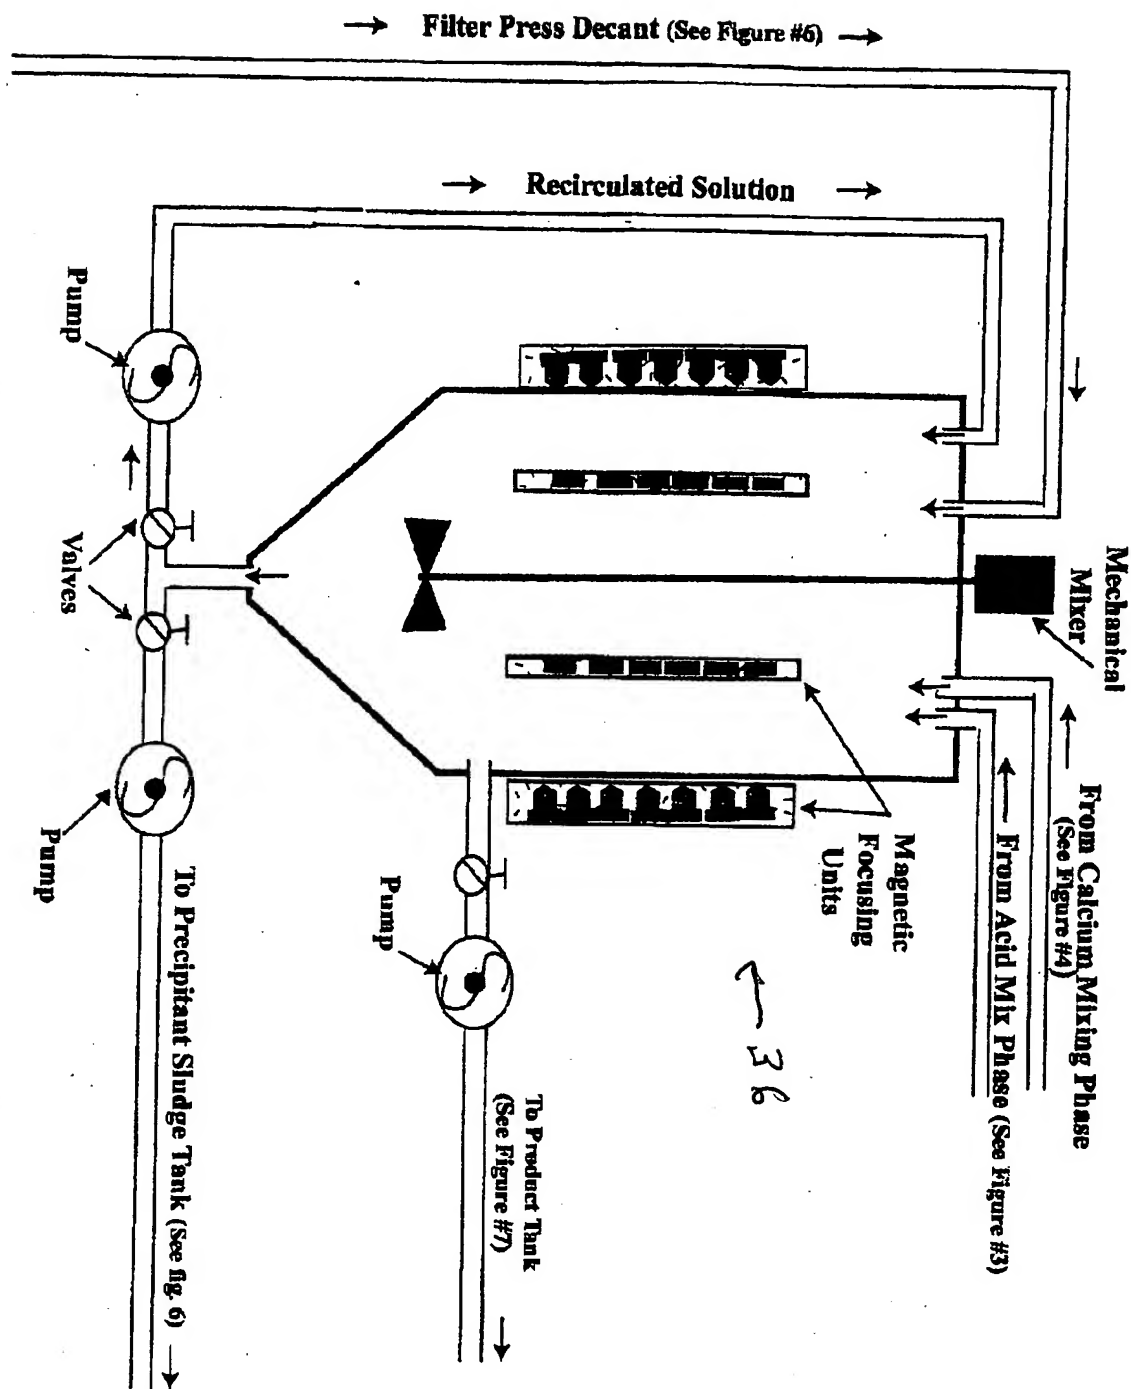 Filter Press Decant (See Figure #6)
Recirculated Solution
Pump
Valves
Pump
To Precipitant Sludge Tank (See fig. 6)
Pump
To Product Tank
(See Figure #7)
Magnetic
Focusing
Units
36
Mechanical
Mixer
From Calcium Mixing Phase
(See Figure #4)
From Acid Mix Phase (See Figure #3)